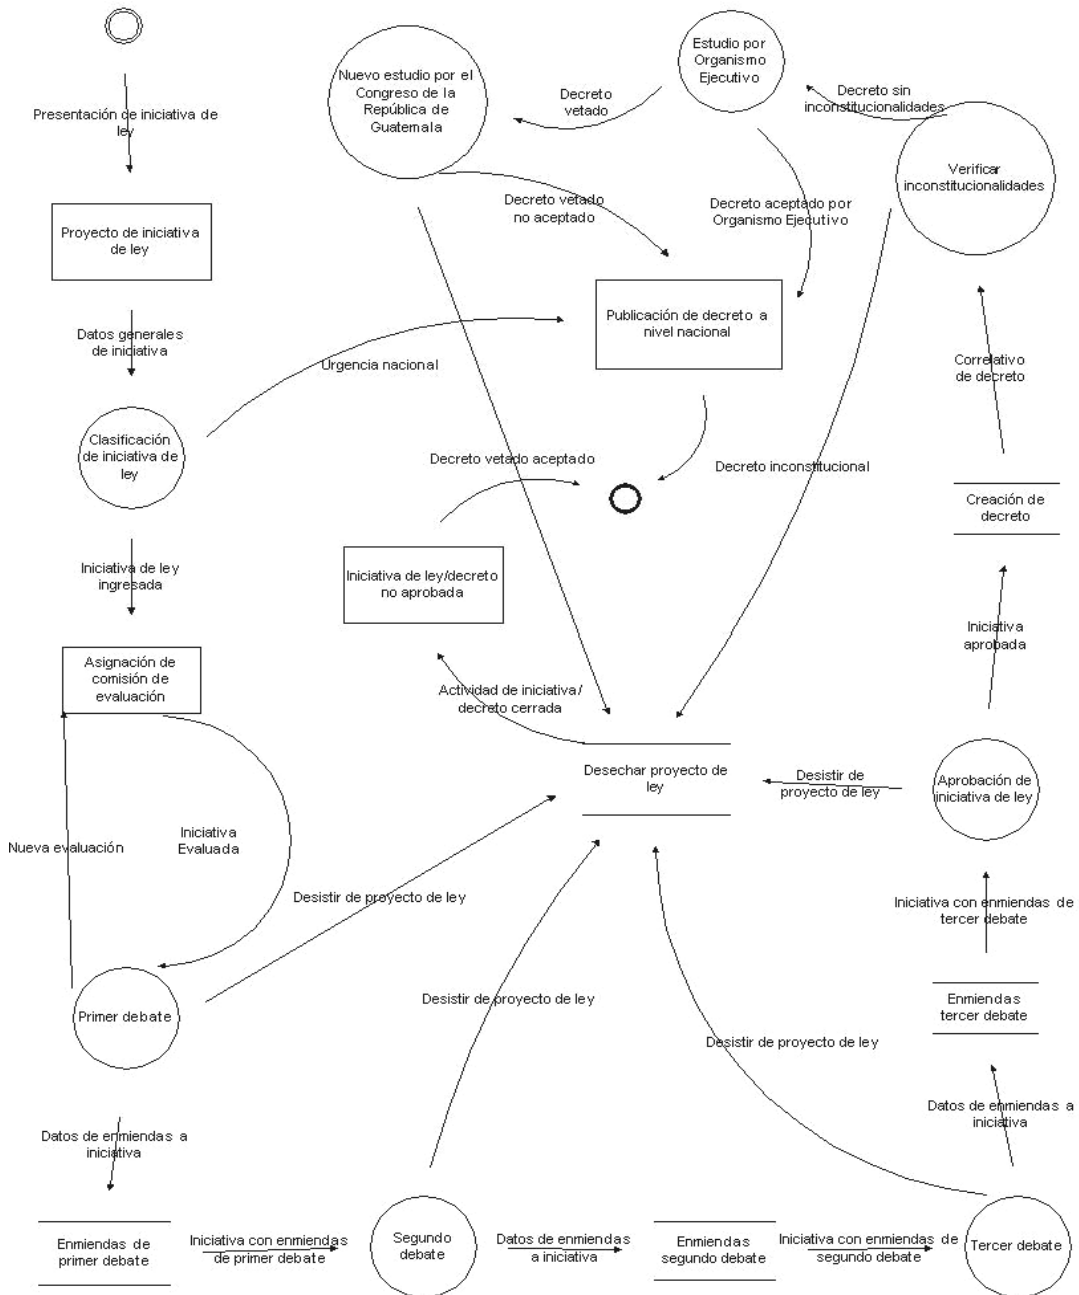 Presentación de iniciativa de
ley
Proyecto de iniciativa
de ley
Datos generales
de iniciativa
Clasificación
de iniciativa de
ley
Iniciativa de ley
ingresada
Asignación de
comisión de
evaluación
Nueva evaluación
Iniciativa
Evaluada
Primer debate
Datos de enmiendas a
iniciativa
Enmiendas de
primer debate
Iniciativa con enmiendas
de primer debate
Segundo
debate
Datos de enmiendas
a iniciativa
Enmiendas
segundo debate
Iniciativa con enmiendas de
segundo debate
Tercer debate
Datos de enmiendas a
iniciativa
Enmiendas
tercer debate
Iniciativa con enmiendas de
tercer debate
Aprobación de
iniciativa de ley
Iniciativa
aprobada
Creación de
decreto
Correlativo
de decreto
Verificar
inconstitucionalidades
Decreto sin
inconstitucionalidades
Estudio por
Organismo
Ejecutivo
Decreto
vetado
Nuevo estudio por el
Congreso de la
República de
Guatemala
Decreto vetado
no aceptado
Decreto aceptado por
Organismo Ejecutivo
Publicación de decreto a
nivel nacional
Urgencia nacional
Decreto vetado aceptado
Decreto inconstitucional
Iniciativa de ley/decreto
no aprobada
Actividad de iniciativa/
decreto cerrada
Desechar proyecto de
ley
Desistir de
proyecto de ley
Desistir de proyecto de ley
Desistir de proyecto de ley
Desistir de proyecto de ley